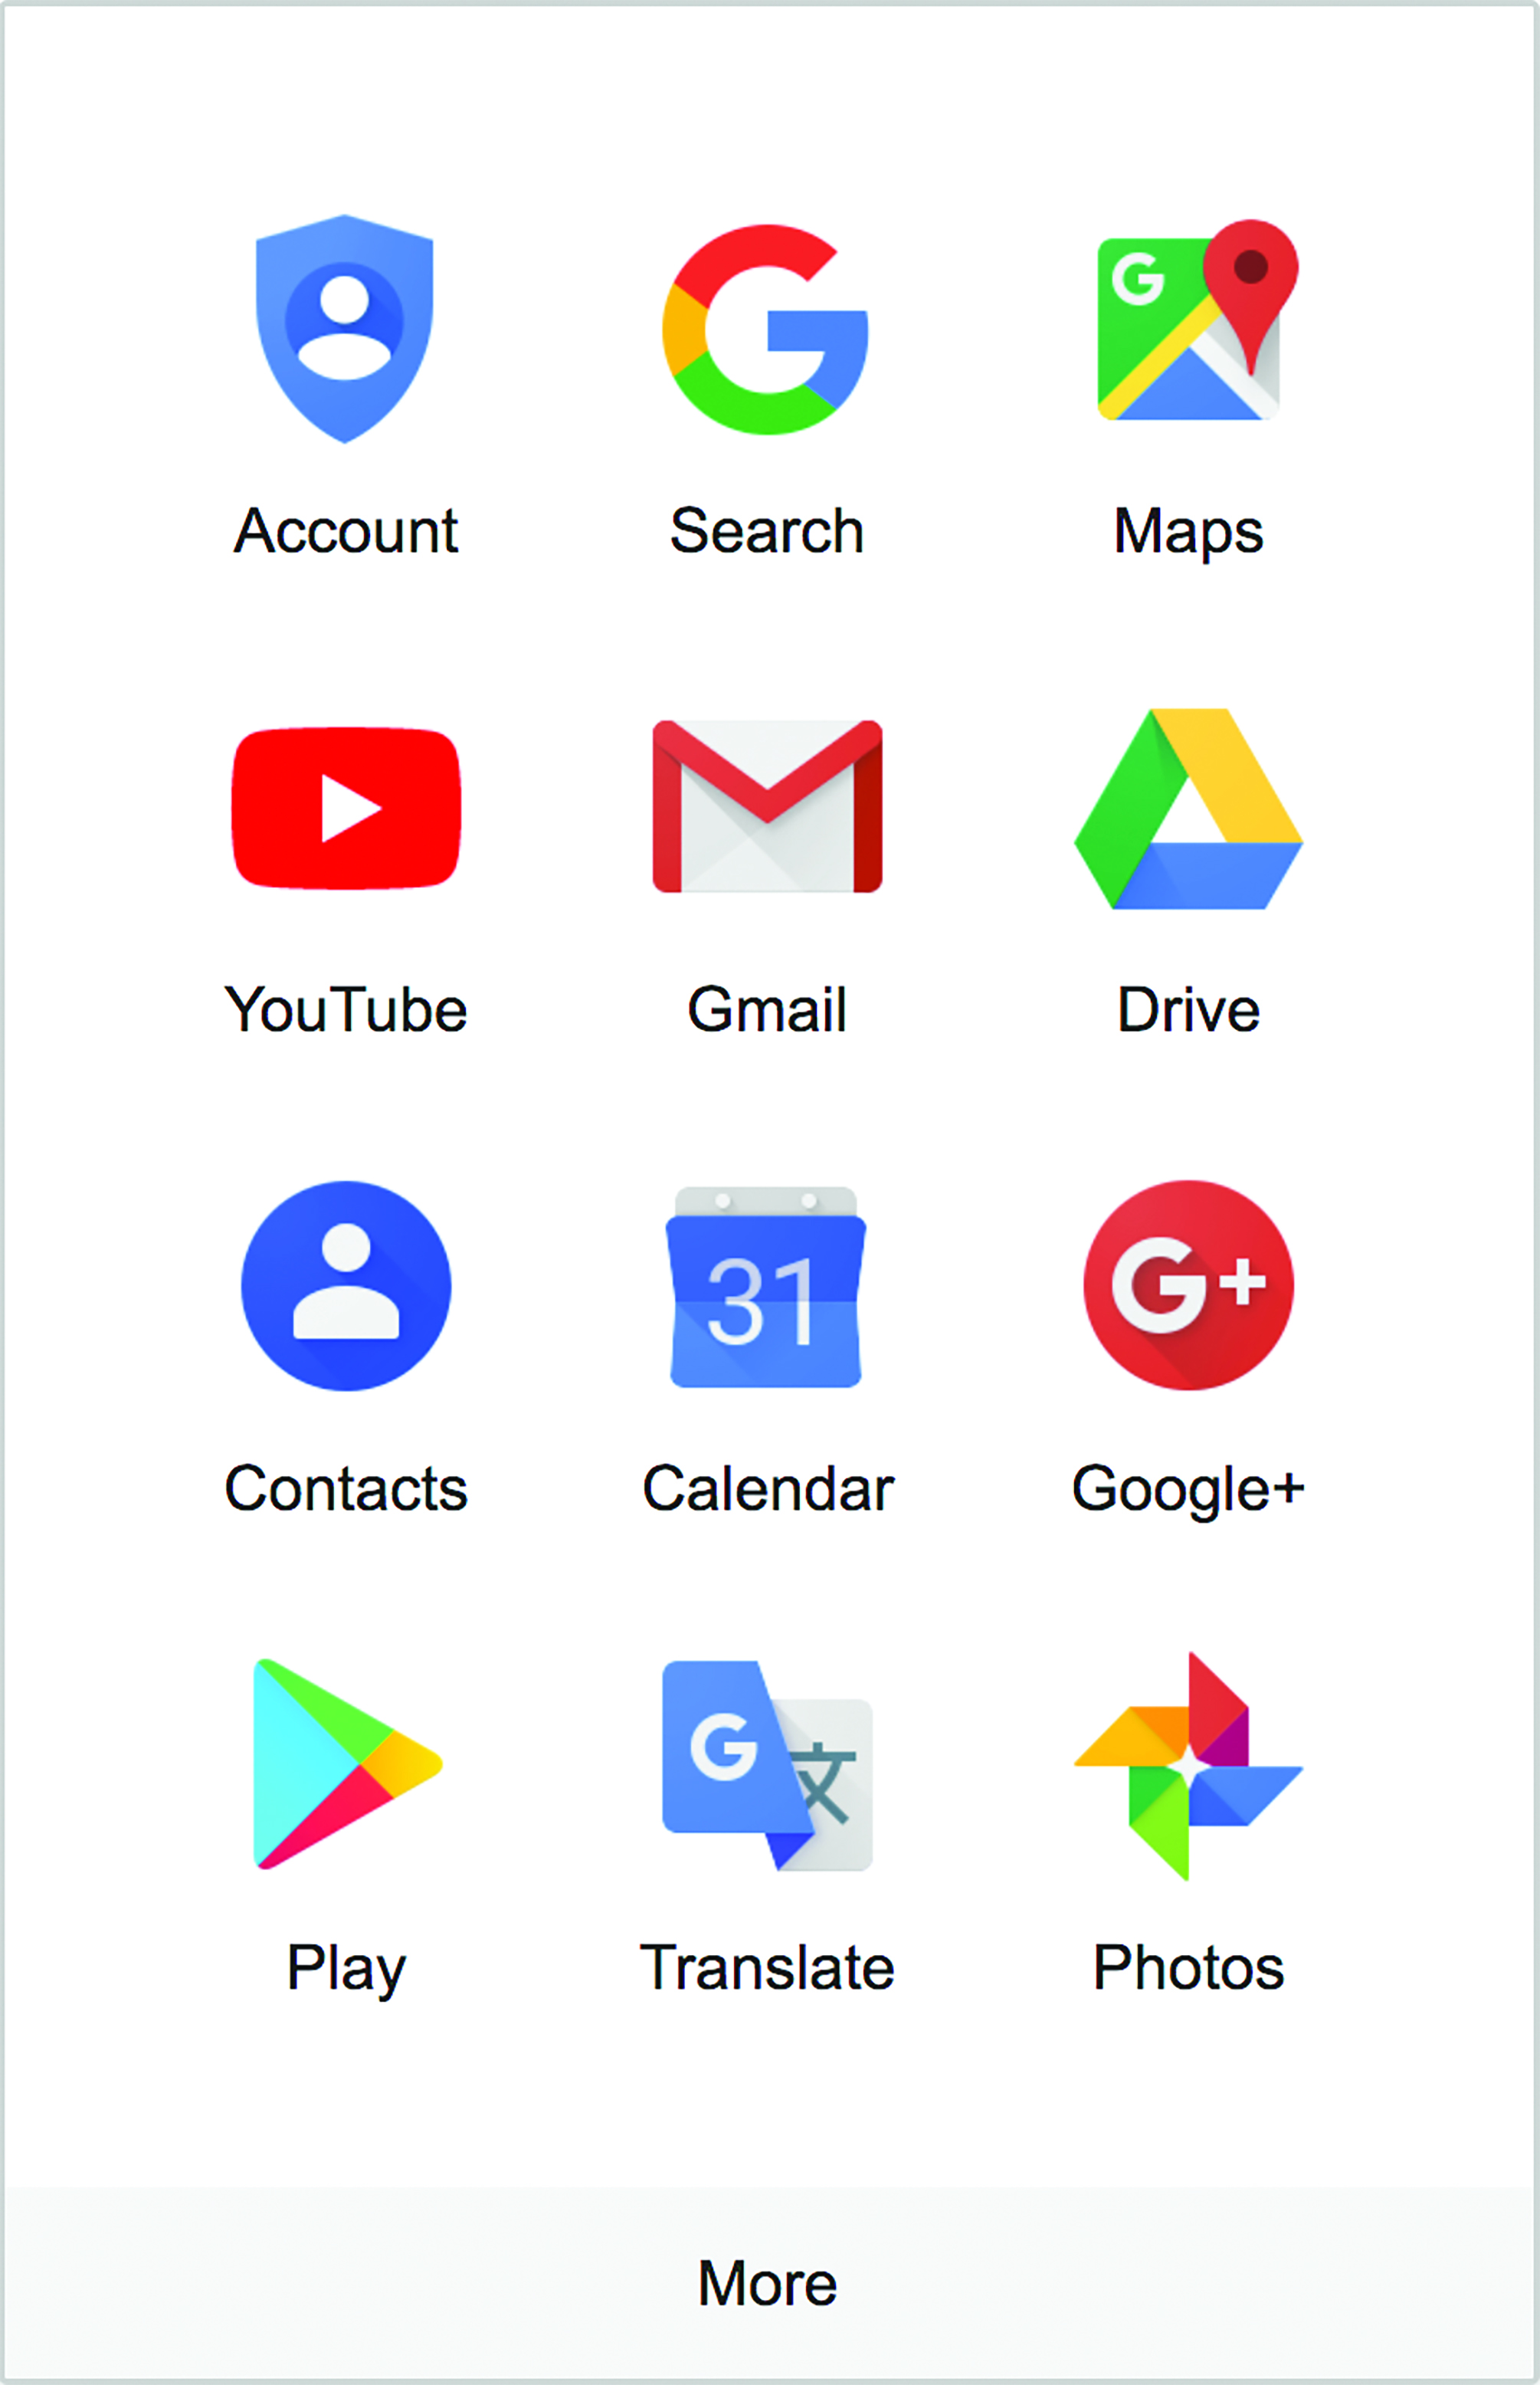 G
Account Search Maps
YouTube Gmail Drive
31 G+
Contacts Calendar Google+
G 文
Play Translate Photos
More